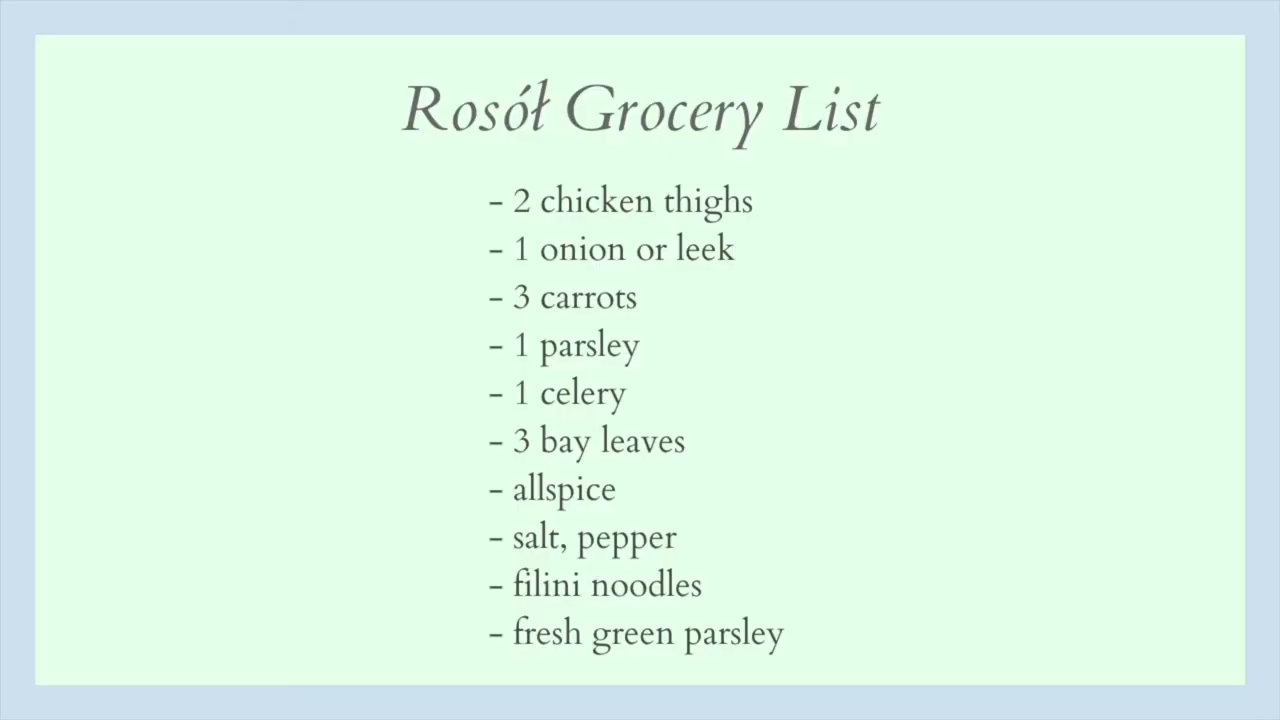 Rosół Grocery List
- 2 chicken thighs
- 1 onion or leek
- 3 carrots
- 1 parsley
- 1 celery
- 3 bay leaves
- allspice
- salt, pepper
- filini noodles
- fresh green parsley